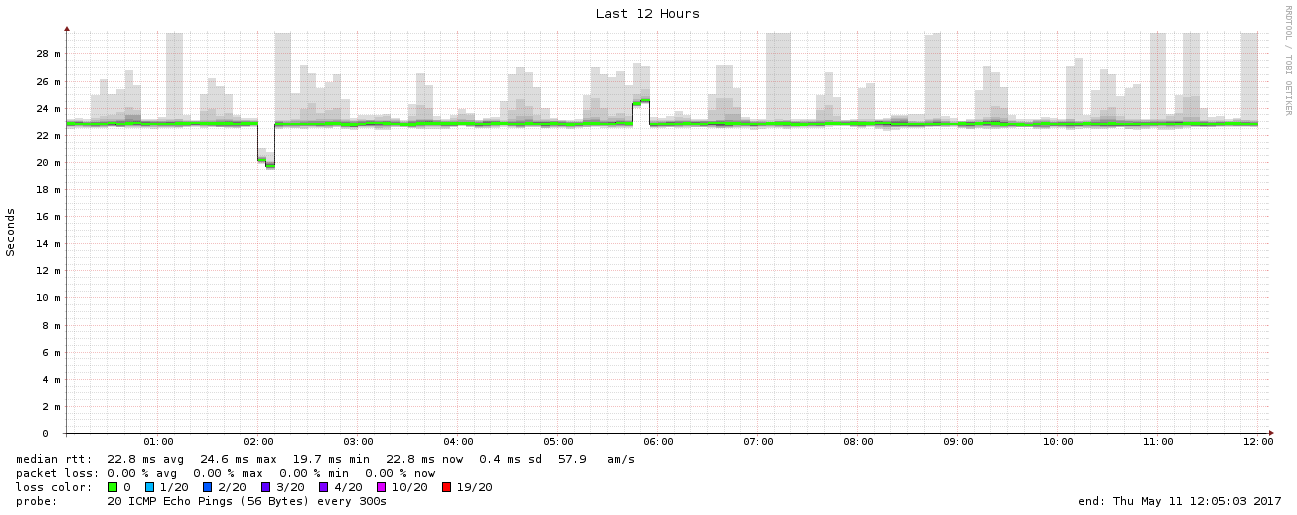 Last 12 Hours
RRDTOOL / TOBI OETIKER
Seconds
28 m
26 m
24 m
22 m
20 m
18 m
16 m
14 m
12 m
10 m
8 m
6 m
4 m
2 m
0
01:00 02:00 03:00 04:00 05:00 06:00 07:00 08:00 09:00 10:00 11:00 12:00
median rtt: 22.8 ms avg 24.6 ms max 19.7 ms min 22.8 ms now 0.4 ms sd 57.9 am/s
packet loss: 0.00 % avg 0.00 % max 0.00 % min 0.00 % now
loss color: 0 1/20 2/20 3/20 4/20 10/20 19/20
probe: 20 ICMP Echo Pings (56 Bytes) every 300s end: Thu May 11 12:05:03 2017